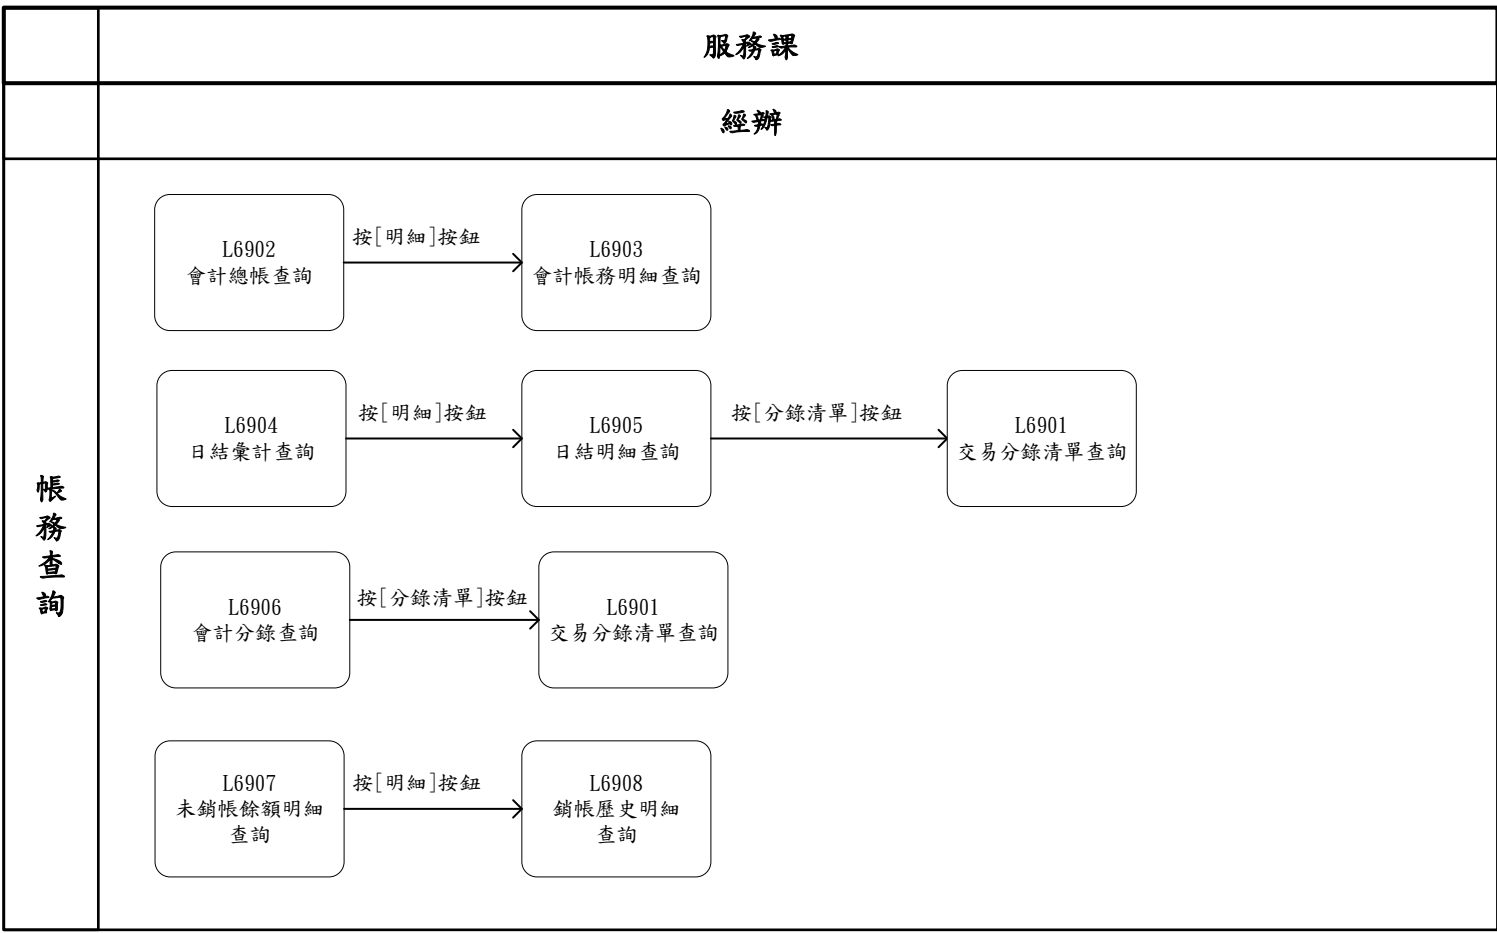 服務課
經辦
帳
務
查
詢
L6902
會計總帳查詢
按[明細]按鈕
L6903
會計帳務明細查詢
L6904
日結彙計查詢
按[明細]按鈕
L6905
日結明細查詢
按[分錄清單]按鈕
L6901
交易分錄清單查詢
L6906
會計分錄查詢
按[分錄清單]按鈕
L6901
交易分錄清單查詢
L6907
未銷帳餘額明細
查詢
按[明細]按鈕
L6908
銷帳歷史明細
查詢